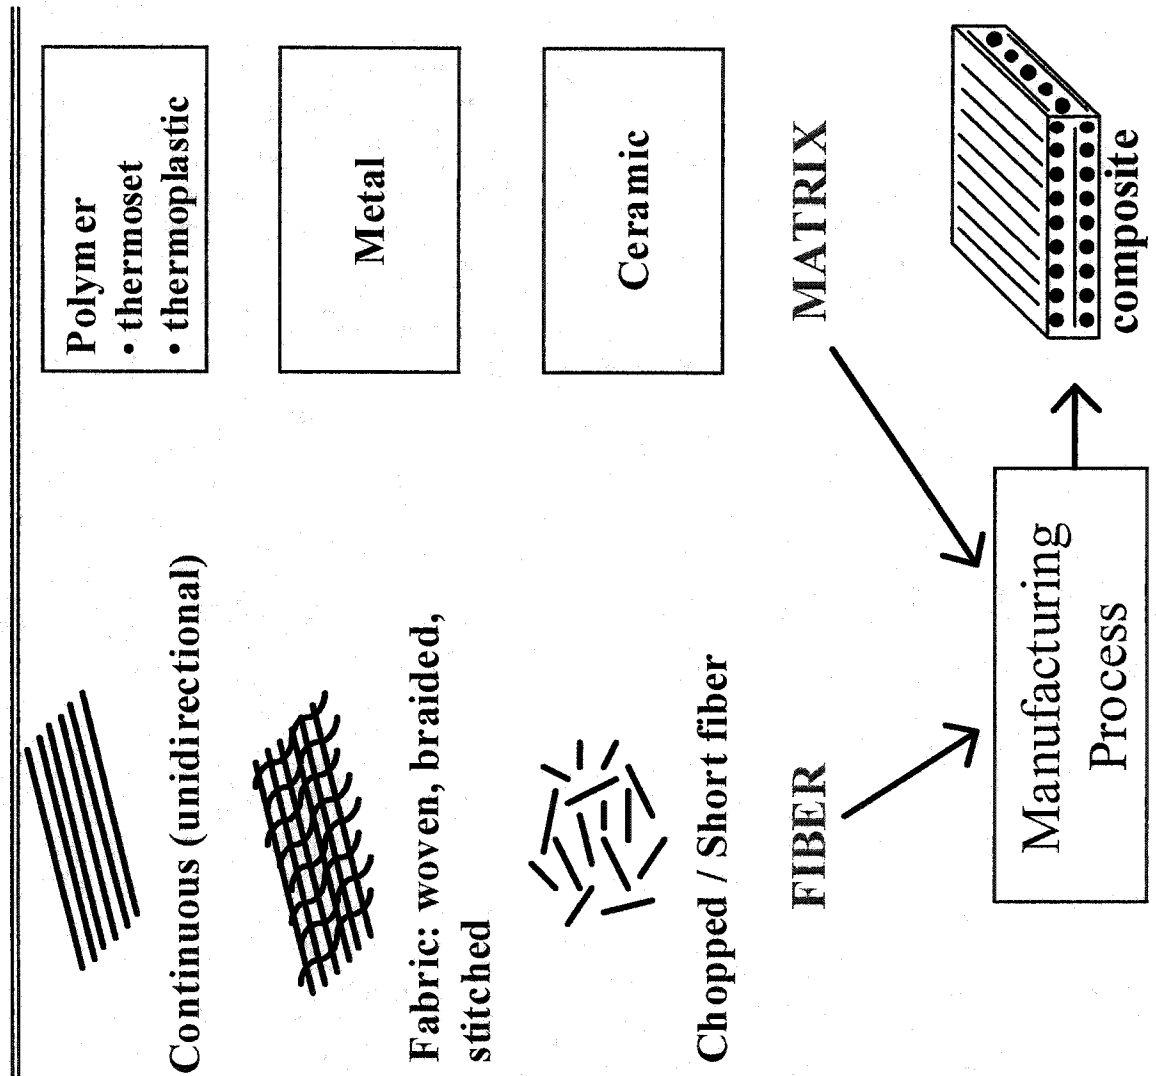 Continuous (unidirectional)
Fabric: woven, braided,
stitched
Chopped / Short fiber
FIBER
Polymer
• thermoset
• thermoplastic
Metal
Ceramic
MATRIX
Manufacturing
Process
composite